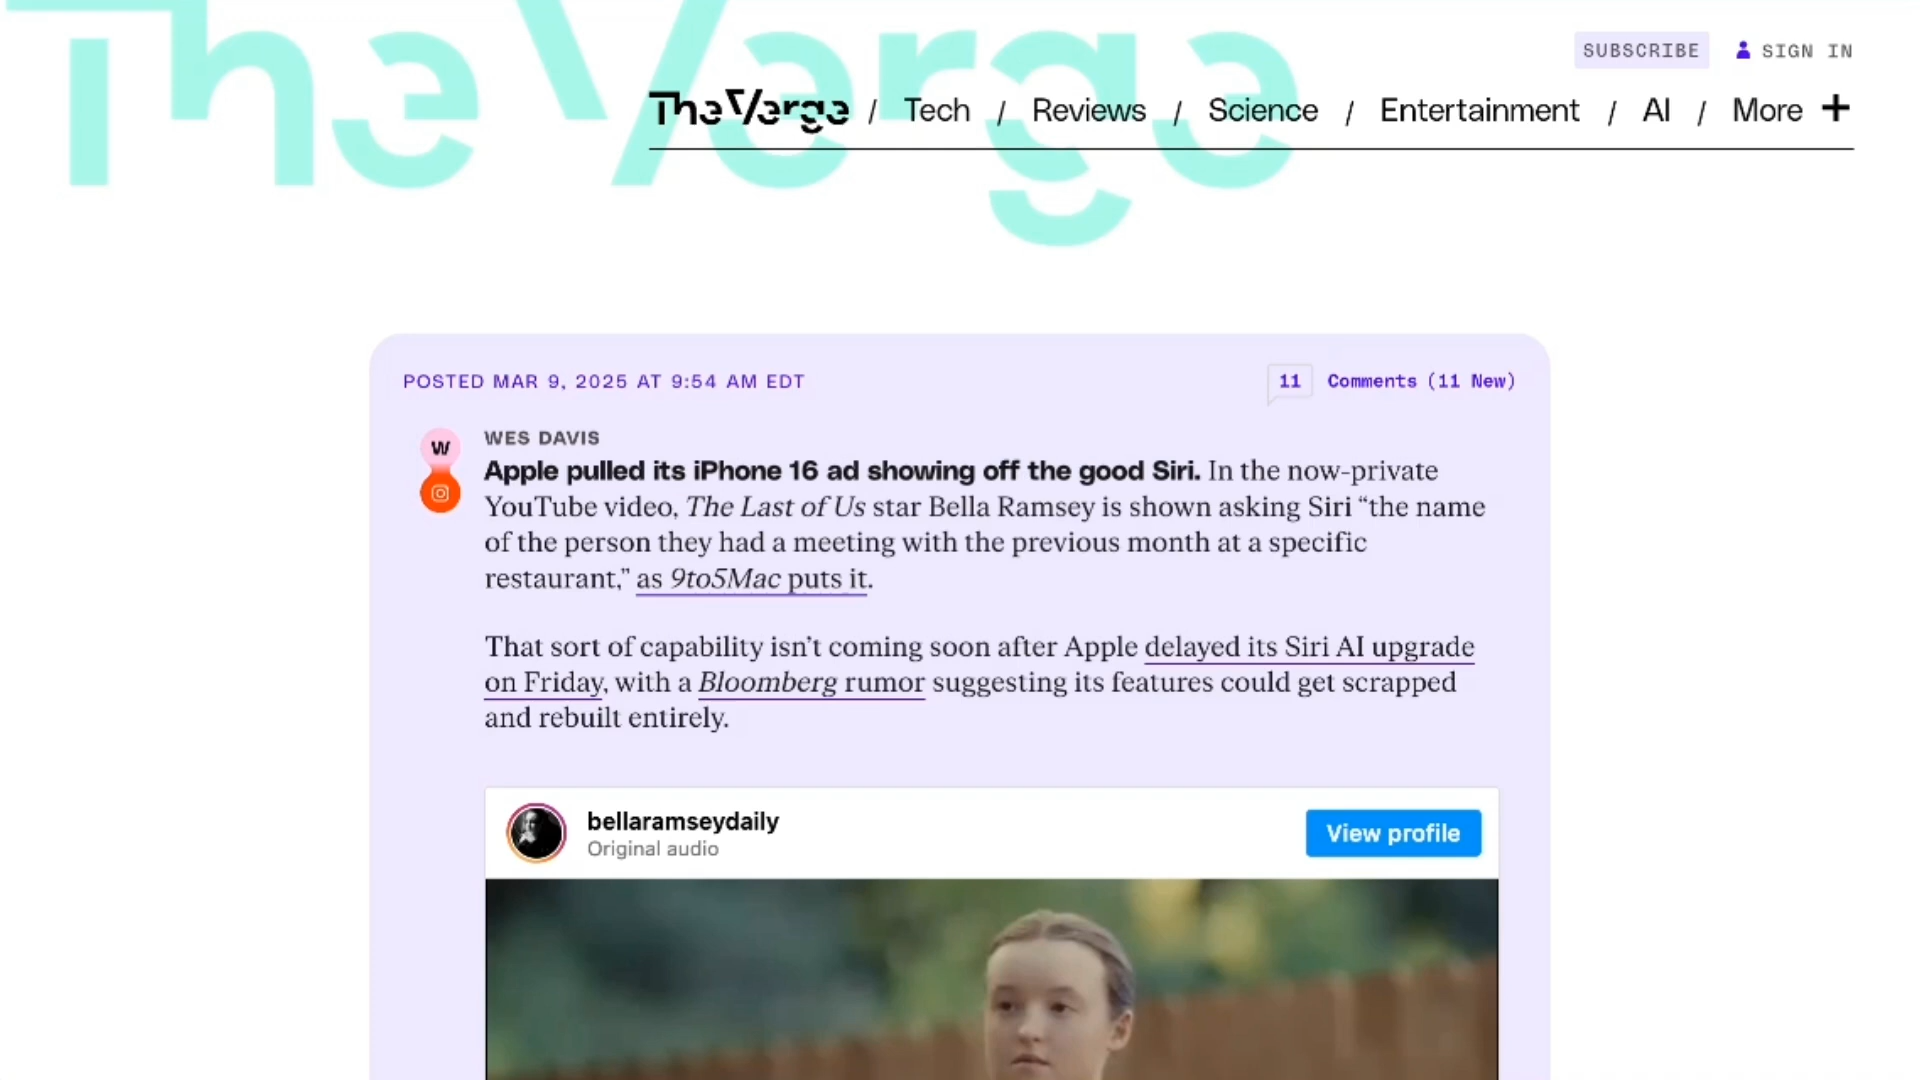 The Verge
SUBSCRIBE SIGN IN
The Verge / Tech / Reviews / Science / Entertainment / AI / More +
POSTED MAR 9, 2025 AT 9:54 AM EDT
11 Comments (11 New)
W
WES DAVIS
Apple pulled its iPhone 16 ad showing off the good Siri. In the now-private
YouTube video, The Last of Us star Bella Ramsey is shown asking Siri “the name
of the person they had a meeting with the previous month at a specific
restaurant,” as 9to5Mac puts it.
That sort of capability isn’t coming soon after Apple delayed its Siri AI upgrade
on Friday, with a Bloomberg rumor suggesting its features could get scrapped
and rebuilt entirely.
bellaramseydaily
Original audio
View profile